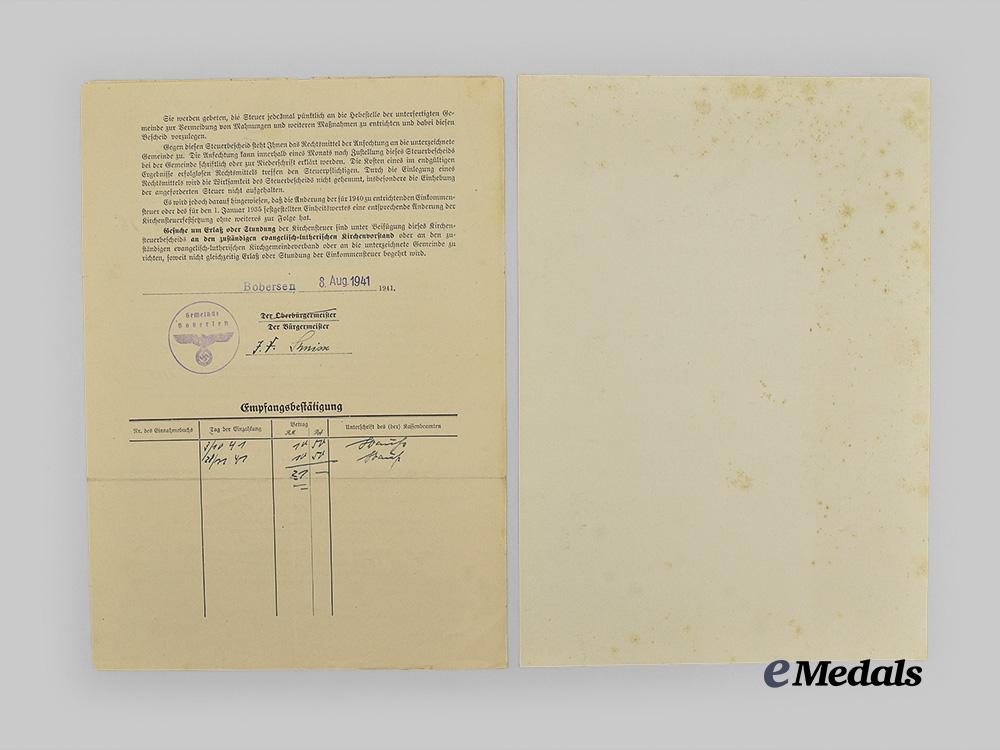 Sie werden gebeten, die Steuer jedesmal pünktlich an die Hebestelle der unterfertigten Ge-
meinde zur Vermeidung von Mahnungen und weiteren Maßnahmen zu entrichten und dabei diesen
Bescheid vorzulegen.
Gegen diesen Steuerbescheid steht Ihnen das Rechtsmittel der Anfechtung an die unterzeichnete
Gemeinde zu. Die Anfechtung kann innerhalb eines Monats nach Zustellung dieses Steuerbescheids
bei der Gemeinde schriftlich oder zur Niederschrift erklärt werden. Die Kosten eines im endgültigen
Ergebnisse erfolglosen Rechtsmittels treffen den Steuerpflichtigen. Durch die Einlegung eines
Rechtsmittels wird die Wirksamkeit des Steuerbescheids nicht gehemmt, insbesondere die Einhebung
der angeforderten Steuer nicht aufgehalten.
Es wird jedoch darauf hingewiesen, daß die Änderung der für 1940 zu entrichtenden Einkommen-
steuer oder des für den 1. Januar 1935 festgestellten Einheitswertes eine entsprechende Änderung der
Kirchensteuerfestsetzung ohne weiteres zur Folge hat.
Gesuche um Erlaß oder Stundung der Kirchensteuer sind unter Beifügung dieses Kirchen-
steuerbescheids an den zuständigen evangelisch-lutherischen Kirchenvorstand oder an den zu-
ständigen evangelisch-lutherischen Kirchgemeindeverband oder an die unterzeichnete Gemeinde zu
richten, soweit nicht gleichzeitig Erlaß oder Stundung der Einkommensteuer begehrt wird.
Bobersen 8. Aug. 1941 1941.
Gemeinde
Bobersen
Der Oberbürgermeister
Der Bürgermeister
Empfangsbestätigung
Nr. des Einnahmebuchs Tag der Einzahlung Betrag Unterschrift des (der) Kassenbeamten
RM Rpf
10 50
10 50
21 —
eMedals